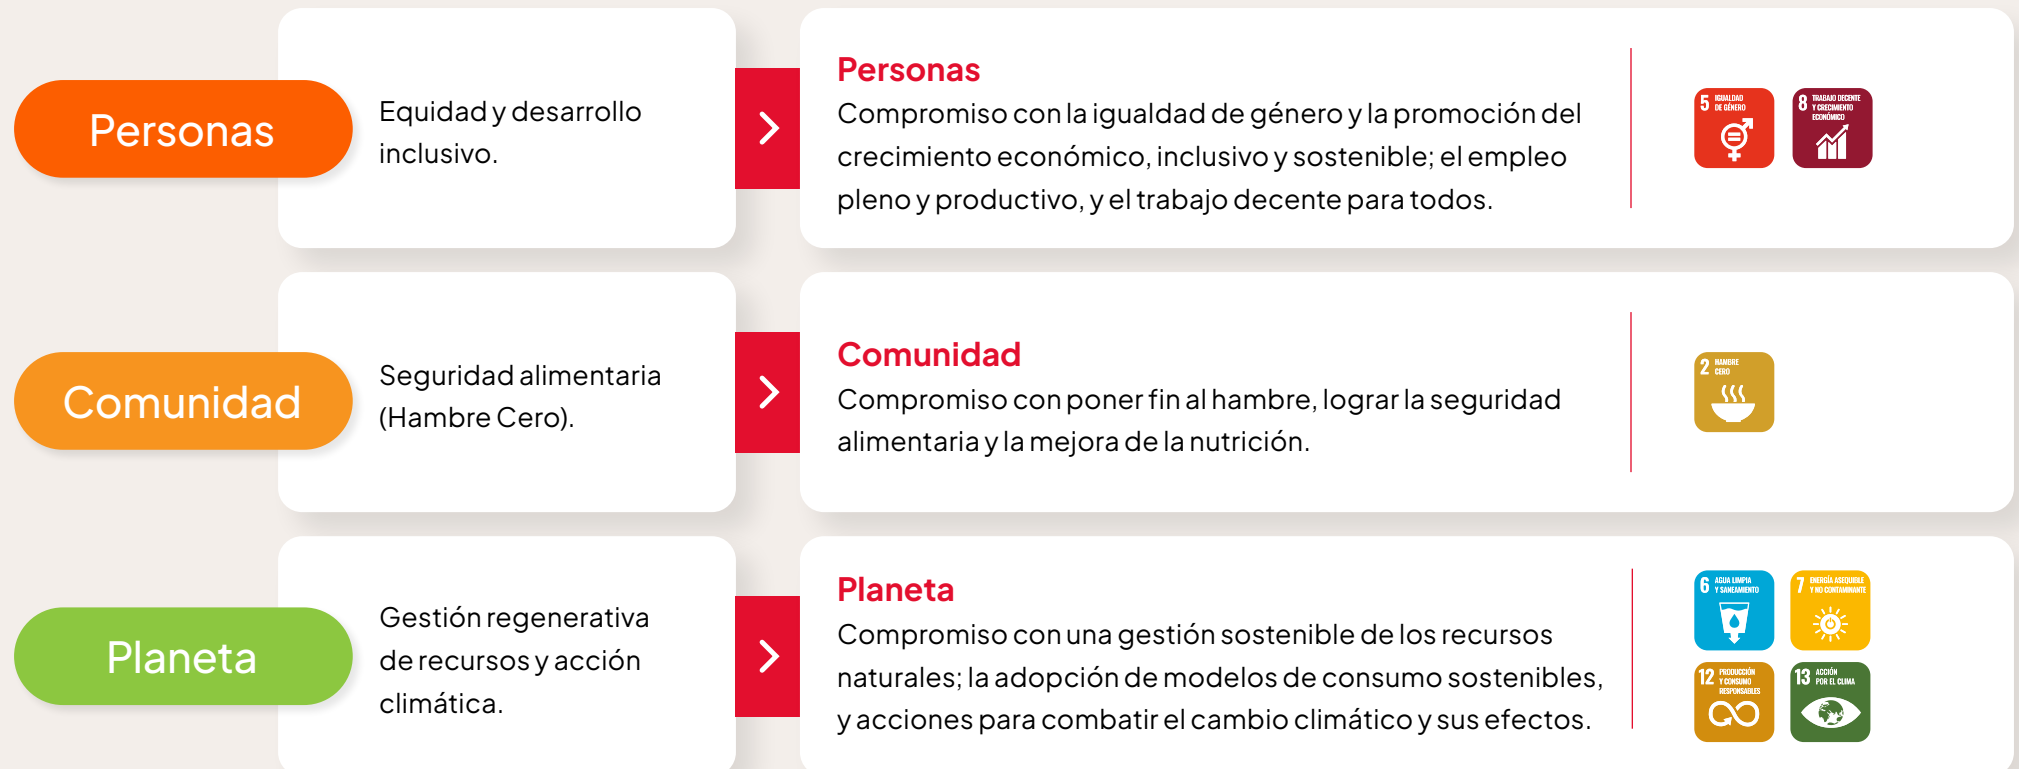 Personas
Equidad y desarrollo
inclusivo.
Personas
Compromiso con la igualdad de género y la promoción del
crecimiento económico, inclusivo y sostenible; el empleo
pleno y productivo, y el trabajo decente para todos.
5 IGUALDAD
DE GÉNERO
8 TRABAJO DECENTE
Y CRECIMIENTO
ECONÓMICO
Comunidad
Seguridad alimentaria
(Hambre Cero).
Comunidad
Compromiso con poner fin al hambre, lograr la seguridad
alimentaria y la mejora de la nutrición.
2 HAMBRE
CERO
Planeta
Gestión regenerativa
de recursos y acción
climática.
Planeta
Compromiso con una gestión sostenible de los recursos
naturales; la adopción de modelos de consumo sostenibles,
y acciones para combatir el cambio climático y sus efectos.
6 AGUA LIMPIA
Y SANEAMIENTO
7 ENERGÍA ASEQUIBLE
Y NO CONTAMINANTE
12 PRODUCCIÓN
Y CONSUMO
RESPONSABLES
13 ACCIÓN
POR EL CLIMA